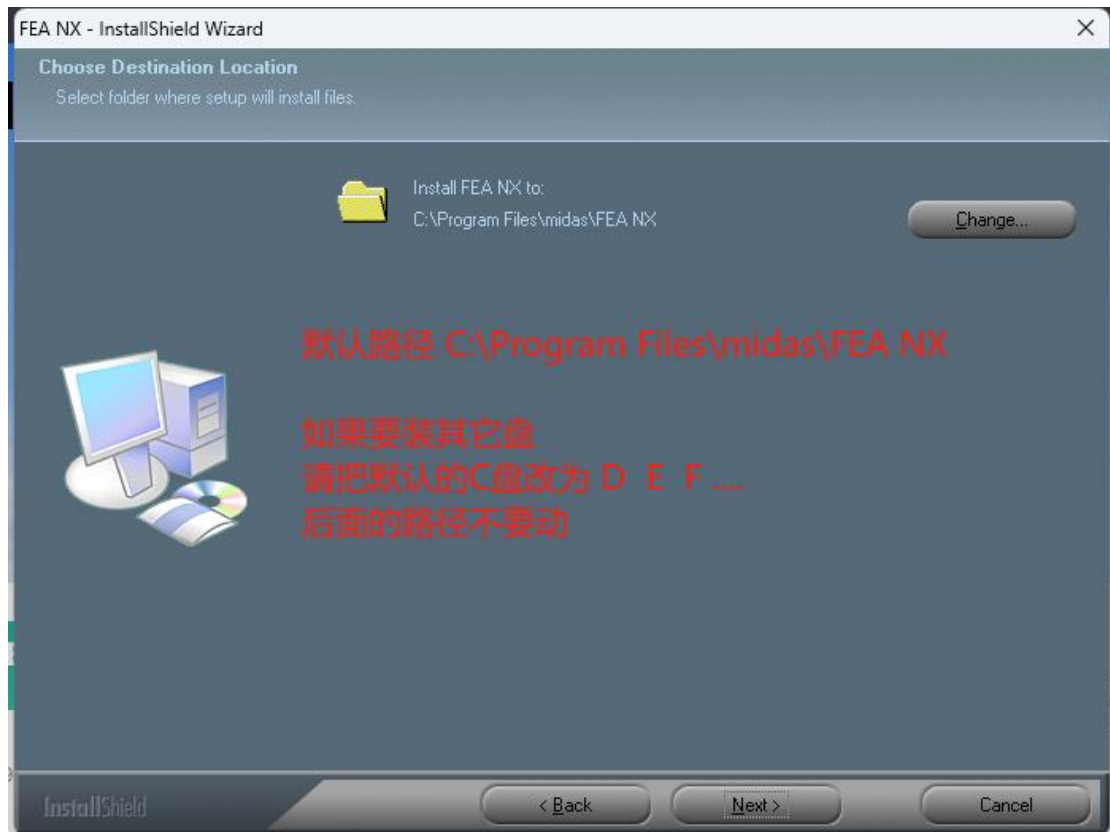 FEA NX - InstallShield Wizard
Choose Destination Location
Select folder where setup will install files.
Install FEA NX to:
C:\Program Files\midas\FEA NX
Change...
默认路径 C:\Program Files\midas\FEA NX
如果要装其它盘
请把默认的C盘改为 D E F ....
后面的路径不要动
InstallShield
< Back
Next >
Cancel